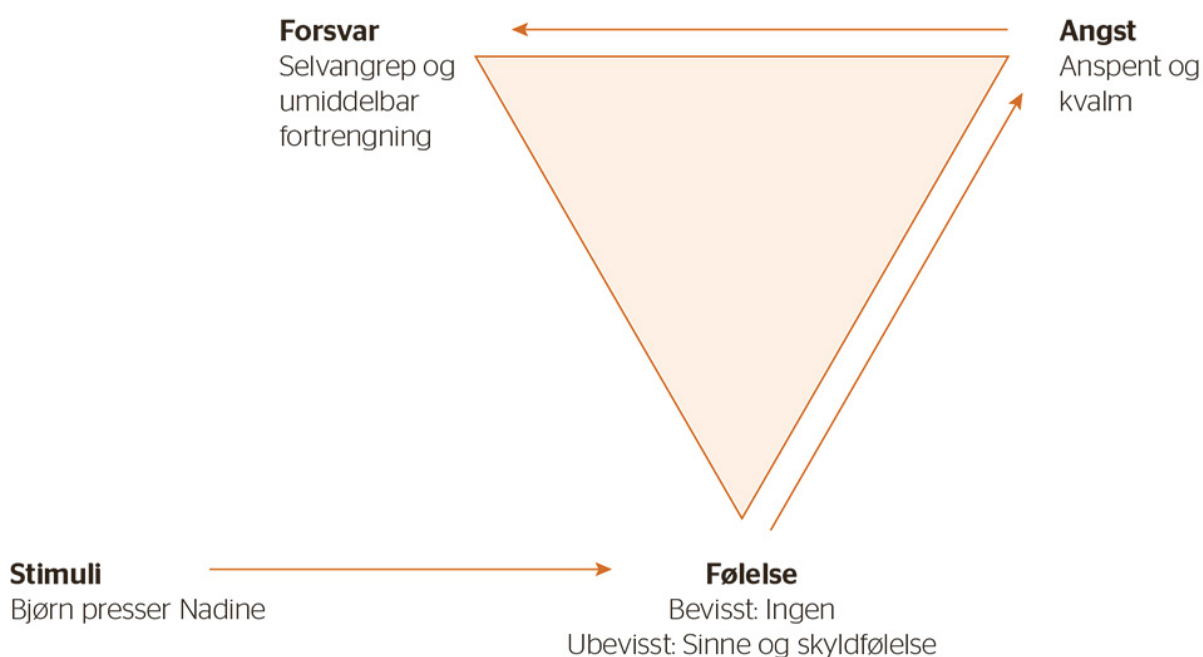 Forsvar
Selvangrep og
umiddelbar
fortrengning
Angst
Anspent og
kvalm
Stimuli
Bjørn presser Nadine
Følelse
Bevisst: Ingen
Ubevisst: Sinne og skyldfølelse